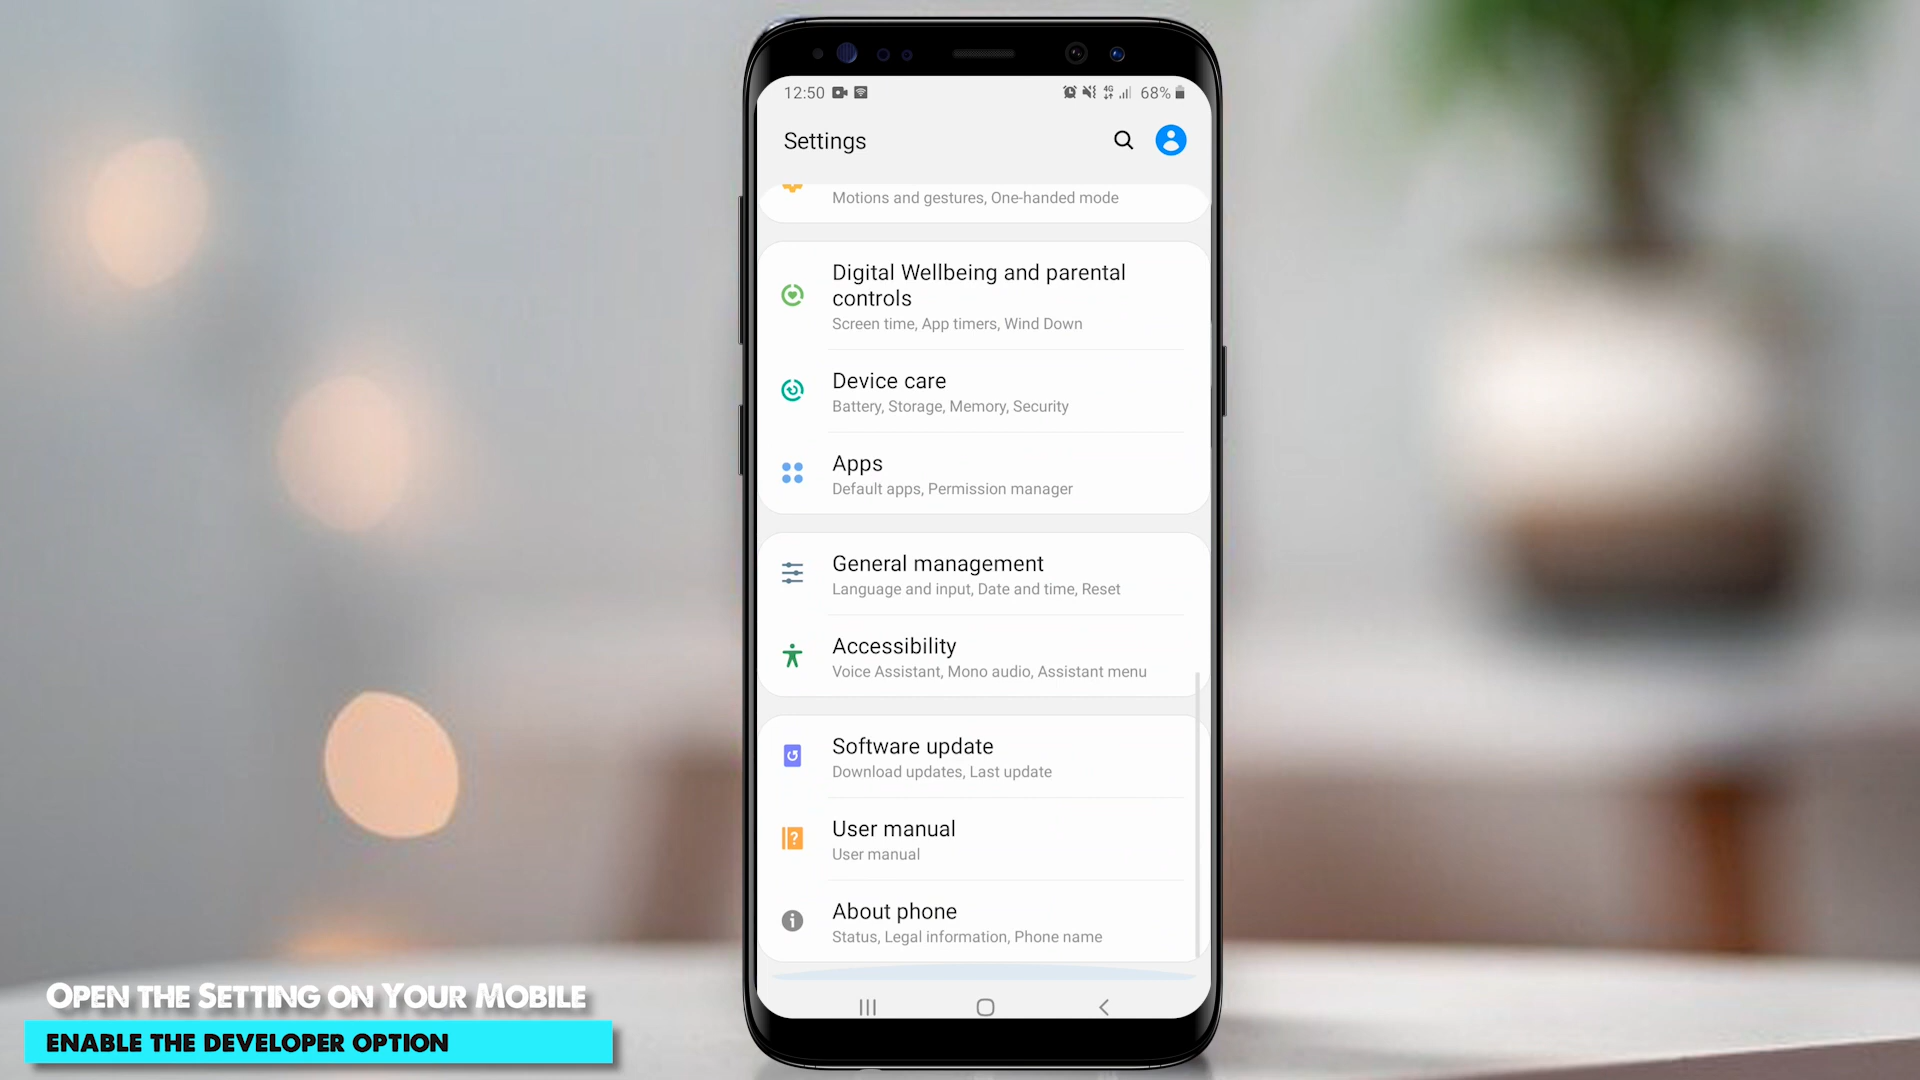 12:50
4G
68%
Settings
Motions and gestures, One-handed mode
Digital Wellbeing and parental
controls
Screen time, App timers, Wind Down
Device care
Battery, Storage, Memory, Security
Apps
Default apps, Permission manager
General management
Language and input, Date and time, Reset
Accessibility
Voice Assistant, Mono audio, Assistant menu
Software update
Download updates, Last update
User manual
User manual
About phone
Status, Legal information, Phone name
OPEN THE SETTING ON YOUR MOBILE
ENABLE THE DEVELOPER OPTION